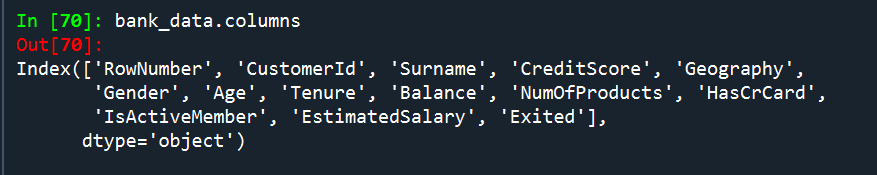 In [70]: bank_data.columns
Out[70]:
Index(['RowNumber', 'CustomerId', 'Surname', 'CreditScore', 'Geography',
'Gender', 'Age', 'Tenure', 'Balance', 'NumOfProducts', 'HasCrCard',
'IsActiveMember', 'EstimatedSalary', 'Exited'],
dtype='object')